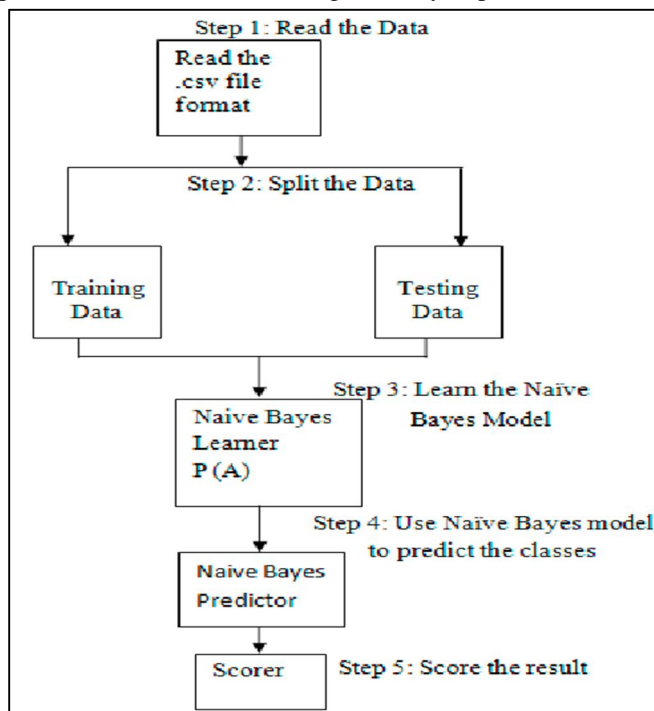 Step 1: Read the Data
Read the
.csv file
format
Step 2: Split the Data
Training
Data
Testing
Data
Step 3: Learn the Naïve
Bayes Model
Naive Bayes
Learner
P (A)
Step 4: Use Naïve Bayes model
to predict the classes
Naive Bayes
Predictor
Scorer
Step 5: Score the result